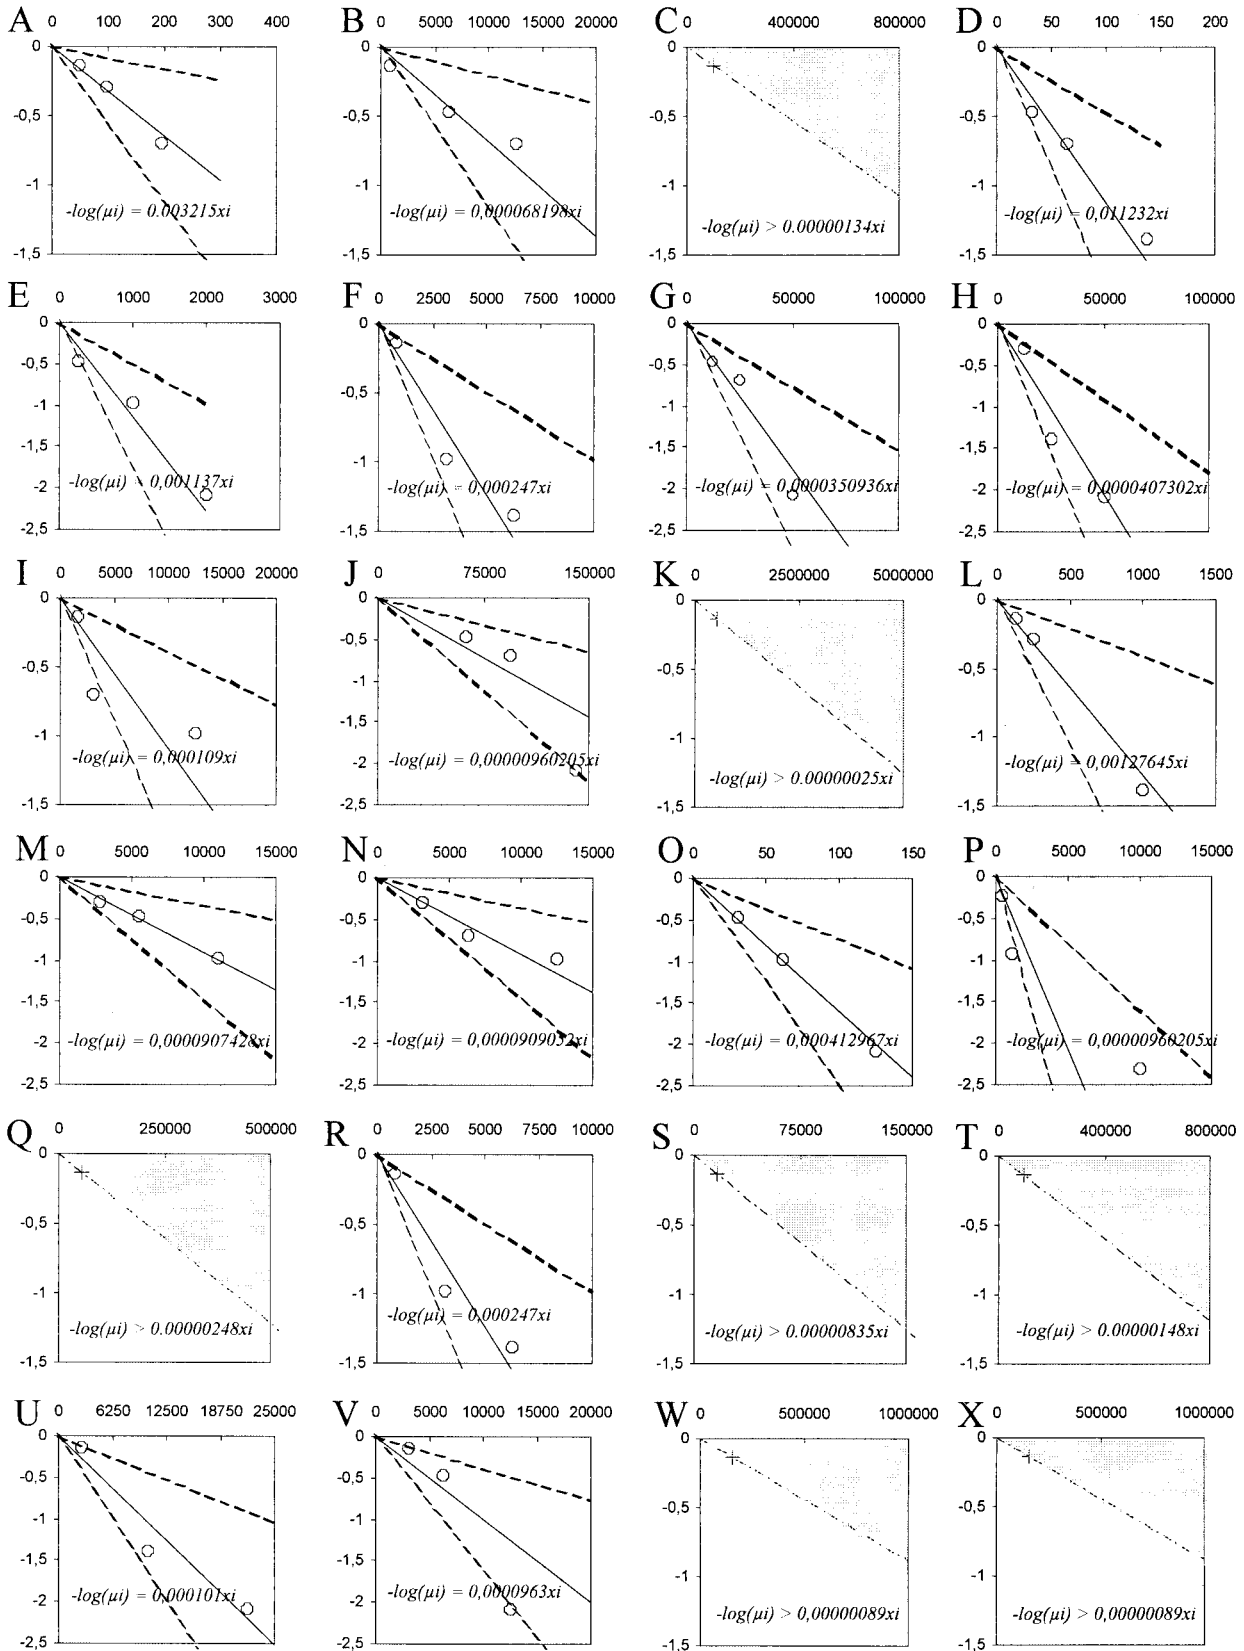 A 0 100 200 300 400
0
-0,5
-1
-1,5
-log(μi) = 0.003215xi
B 0 5000 10000 15000 20000
0
-0,5
-1
-1,5
-log(μi) = 0,000068198xi
C 0 400000 800000
0
-0,5
-1
-1,5
-log(μi) > 0.00000134xi
D 0 50 100 150 200
0
-0,5
-1
-1,5
-log(μi) = 0,011232xi
E 0 1000 2000 3000
0
-0,5
-1
-1,5
-2
-2,5
-log(μi) = 0,001137xi
F 0 2500 5000 7500 10000
0
-0,5
-1
-1,5
-log(μi) = 0,000247xi
G 0 50000 100000
0
-0,5
-1
-1,5
-2
-2,5
-log(μi) = 0,0000350936xi
H 0 50000 100000
0
-0,5
-1
-1,5
-2
-2,5
-log(μi) = 0,0000407302xi
I 0 5000 10000 15000 20000
0
-0,5
-1
-1,5
-log(μi) = 0,000109xi
J 0 75000 150000
0
-0,5
-1
-1,5
-2
-2,5
-log(μi) = 0,00000960205xi
K 0 2500000 5000000
0
-0,5
-1
-1,5
-log(μi) > 0.00000025xi
L 0 500 1000 1500
0
-0,5
-1
-1,5
-log(μi) = 0,00127645xi
M 0 5000 10000 15000
0
-0,5
-1
-1,5
-2
-2,5
-log(μi) = 0,0000907428xi
N 0 5000 10000 15000
0
-0,5
-1
-1,5
-2
-2,5
-log(μi) = 0,0000909052xi
O 0 50 100 150
0
-0,5
-1
-1,5
-2
-2,5
-log(μi) = 0,000412967xi
P 0 5000 10000 15000
0
-0,5
-1
-1,5
-2
-2,5
-log(μi) = 0,00000960205xi
Q 0 250000 500000
0
-0,5
-1
-1,5
-log(μi) > 0.00000248xi
R 0 2500 5000 7500 10000
0
-0,5
-1
-1,5
-log(μi) = 0,000247xi
S 0 75000 150000
0
-0,5
-1
-1,5
-log(μi) > 0.00000835xi
T 0 400000 800000
0
-0,5
-1
-1,5
-log(μi) > 0.00000148xi
U 0 6250 12500 18750 25000
0
-0,5
-1
-1,5
-2
-2,5
-log(μi) = 0,000101xi
V 0 5000 10000 15000 20000
0
-0,5
-1
-1,5
-2
-2,5
-log(μi) = 0,0000963xi
W 0 500000 1000000
0
-0,5
-1
-1,5
-log(μi) > 0,00000089xi
X 0 500000 1000000
0
-0,5
-1
-1,5
-log(μi) > 0,00000089xi